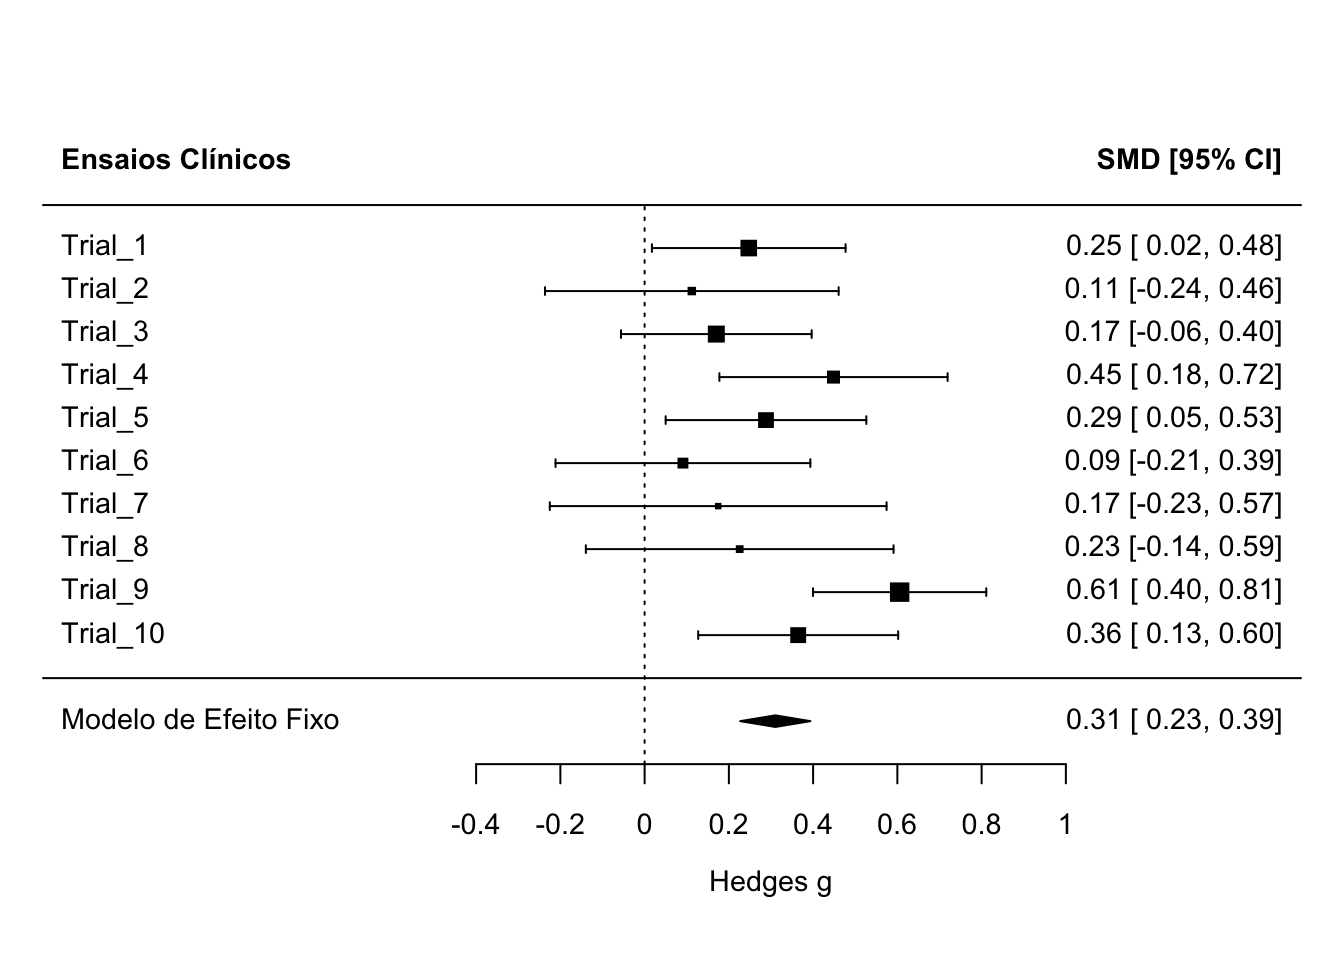 Ensaios Clínicos SMD [95% CI]
Trial_1 0.25 [ 0.02, 0.48]
Trial_2 0.11 [-0.24, 0.46]
Trial_3 0.17 [-0.06, 0.40]
Trial_4 0.45 [ 0.18, 0.72]
Trial_5 0.29 [ 0.05, 0.53]
Trial_6 0.09 [-0.21, 0.39]
Trial_7 0.17 [-0.23, 0.57]
Trial_8 0.23 [-0.14, 0.59]
Trial_9 0.61 [ 0.40, 0.81]
Trial_10 0.36 [ 0.13, 0.60]
Modelo de Efeito Fixo 0.31 [ 0.23, 0.39]
-0.4 -0.2 0 0.2 0.4 0.6 0.8 1
Hedges g